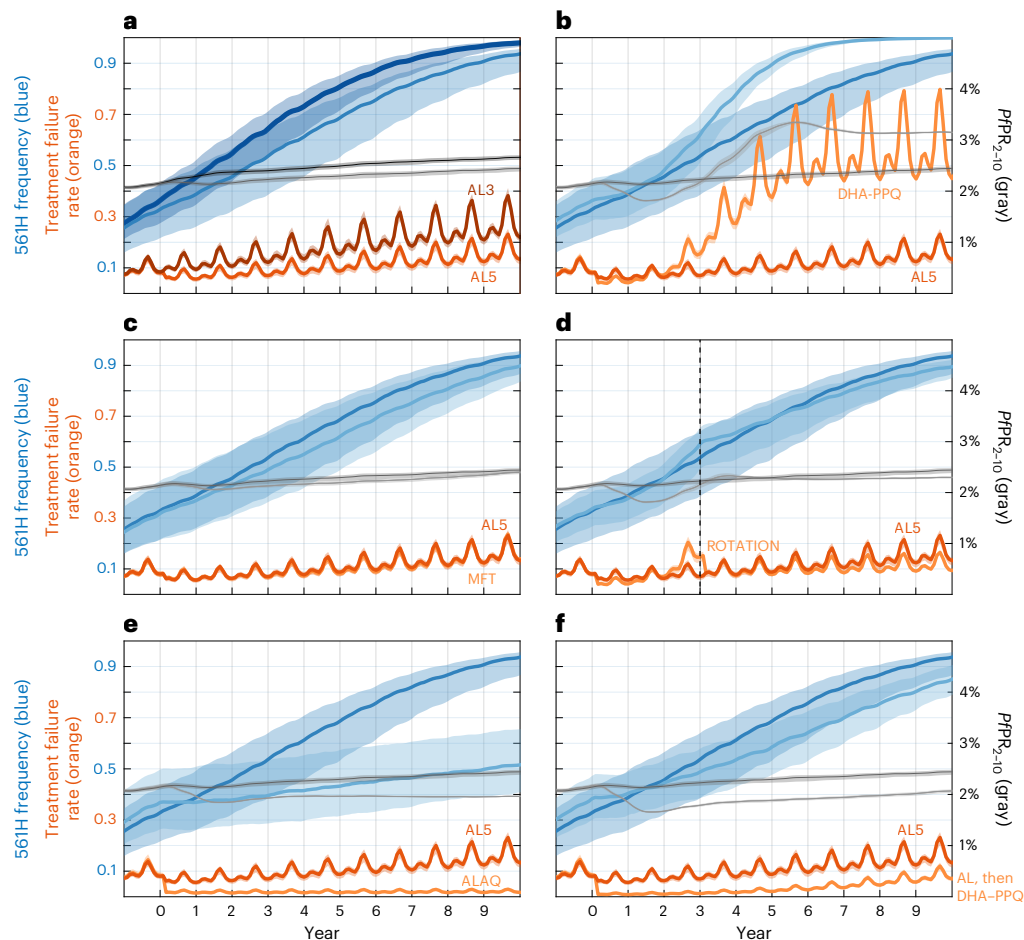 a
b
561H frequency (blue)
Treatment failure
rate (orange)
0.9
0.7
0.5
0.3
0.1
AL3
AL5
DHA-PPQ
AL5
4%
3%
2%
1%
PfPR2–10 (gray)
c
d
561H frequency (blue)
Treatment failure
rate (orange)
0.9
0.7
0.5
0.3
0.1
AL5
MFT
ROTATION
AL5
4%
3%
2%
1%
PfPR2–10 (gray)
e
f
561H frequency (blue)
Treatment failure
rate (orange)
0.9
0.7
0.5
0.3
0.1
AL5
ALAQ
AL5
AL, then
DHA–PPQ
4%
3%
2%
1%
PfPR2–10 (gray)
0 1 2 3 4 5 6 7 8 9
0 1 2 3 4 5 6 7 8 9
Year
Year